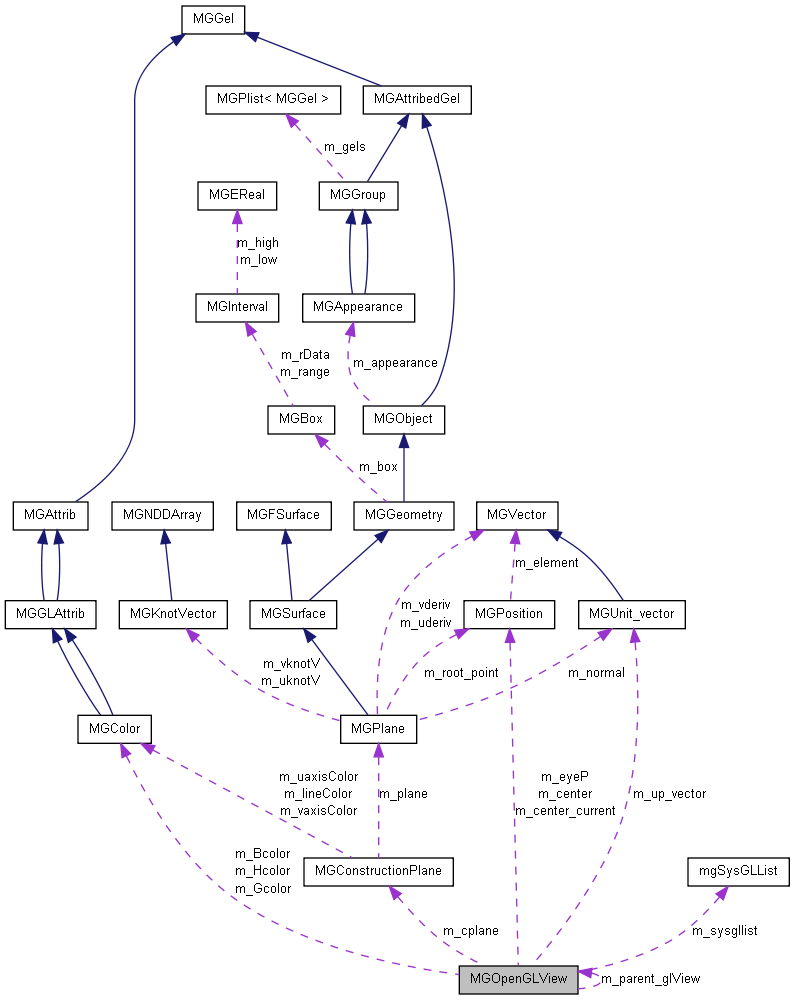 MGGel
MGPlist< MGGel >
MGAttribedGel
m_gels
MGEReal
MGGroup
m_high
m_low
MGInterval
MGAppearance
m_rData
m_range
m_appearance
MGBox
MGObject
m_box
MGAttrib
MGNDDArray
MGFSurface
MGGeometry
MGVector
m_element
MGGLAttrib
MGKnotVector
MGSurface
m_vderiv
m_uderiv
MGPosition
MGUnit_vector
m_vknotV
m_uknotV
m_root_point
m_normal
MGColor
MGPlane
m_uaxisColor
m_lineColor
m_vaxisColor
m_plane
m_eyeP
m_center
m_center_current
m_up_vector
m_Bcolor
m_Hcolor
m_Gcolor
MGConstructionPlane
mgSysGLList
m_cplane
m_sysgllist
MGOpenGLView
m_parent_glView